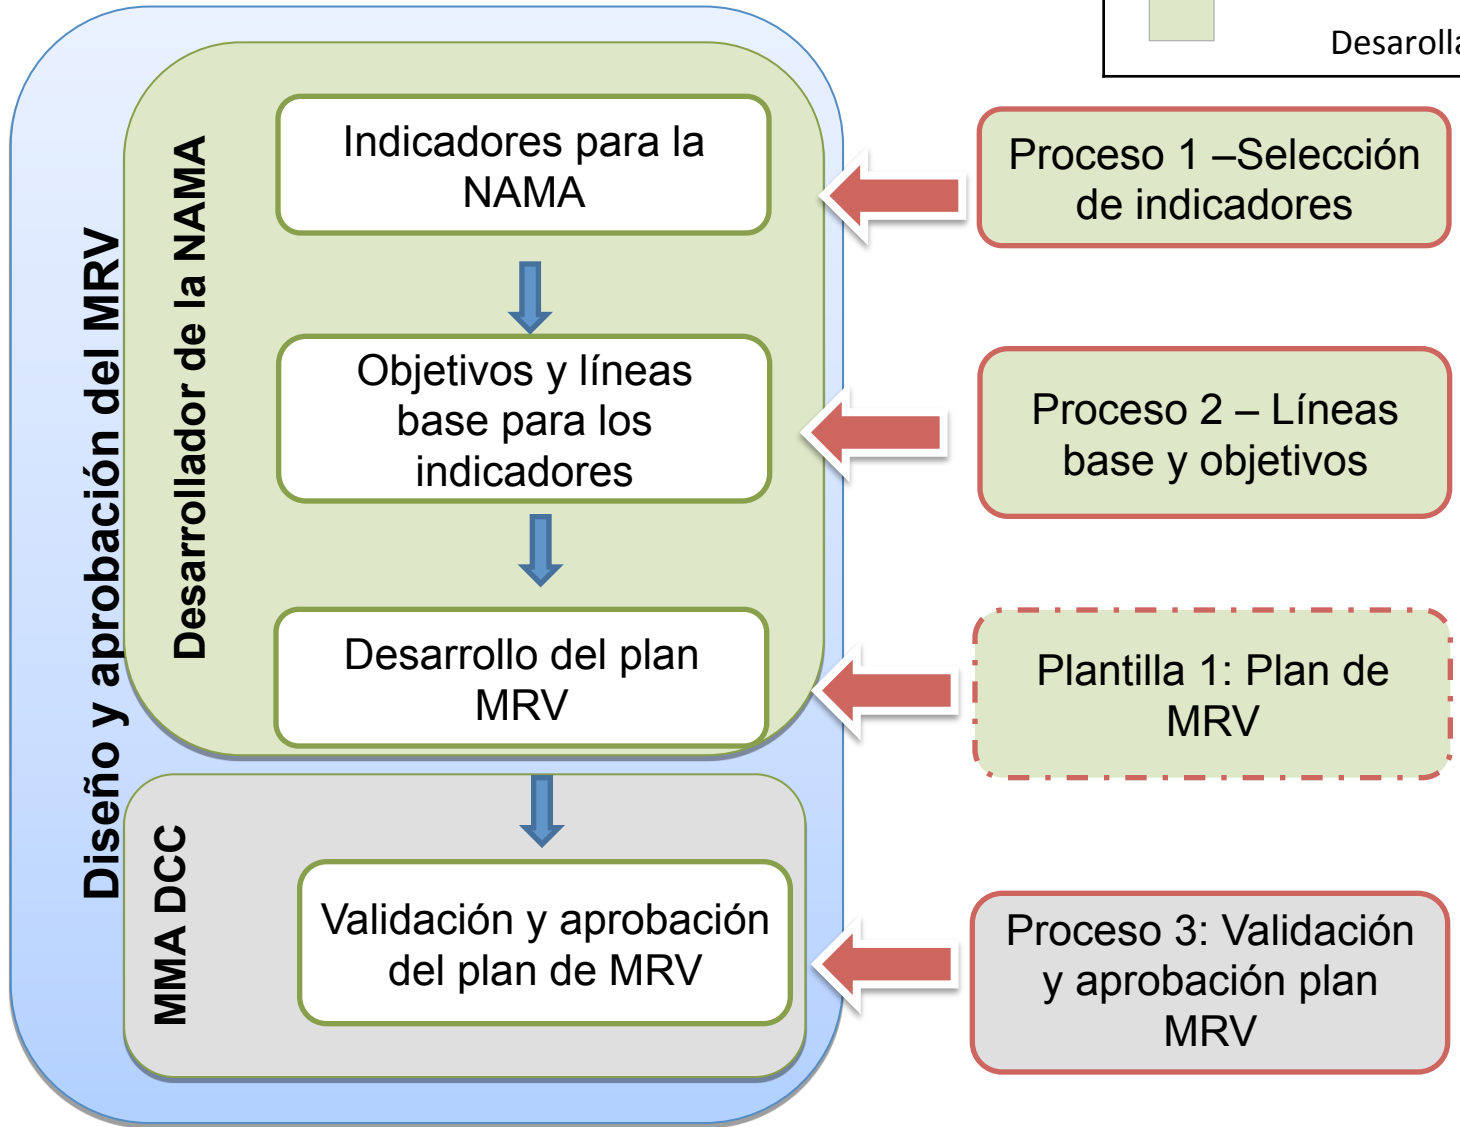 Desarolla
Diseño y aprobación del MRV
Desarrollador de la NAMA
Indicadores para la
NAMA
Proceso 1 –Selección
de indicadores
Objetivos y líneas
base para los
indicadores
Proceso 2 – Líneas
base y objetivos
Desarrollo del plan
MRV
Plantilla 1: Plan de
MRV
MMA DCC
Validación y aprobación
del plan de MRV
Proceso 3: Validación
y aprobación plan
MRV